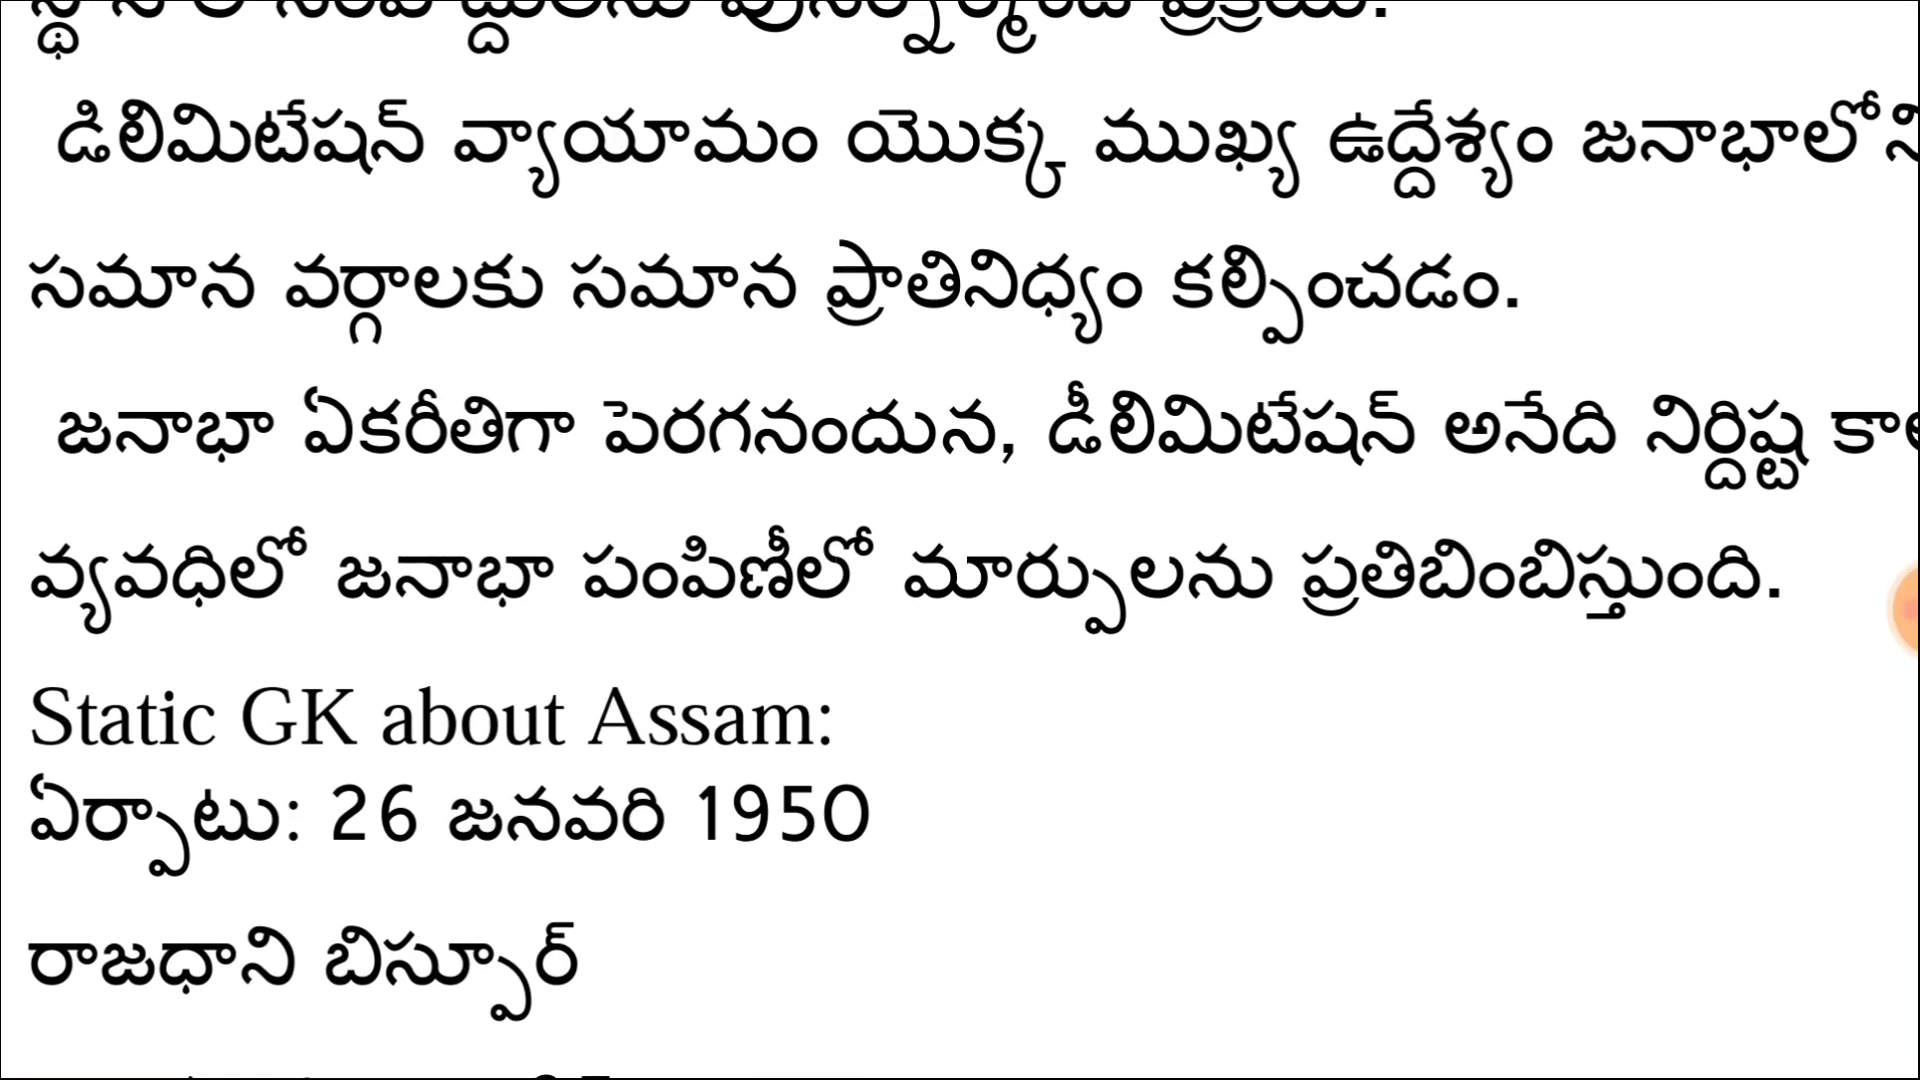 డిలిమిటేషన్ వ్యాయామం యొక్క ముఖ్య ఉద్దేశ్యం జనాభాలోని
సమాన వర్గాలకు సమాన ప్రాతినిధ్యం కల్పించడం.
జనాభా ఏకరీతిగా పెరగనందున, డీలిమిటేషన్ అనేది నిర్దిష్ట
వ్యవధిలో జనాభా పంపిణీలో మార్పులను ప్రతిబింబిస్తుంది.
Static GK about Assam:
ఏర్పాటు: 26 జనవరి 1950
రాజధాని బిస్పూర్